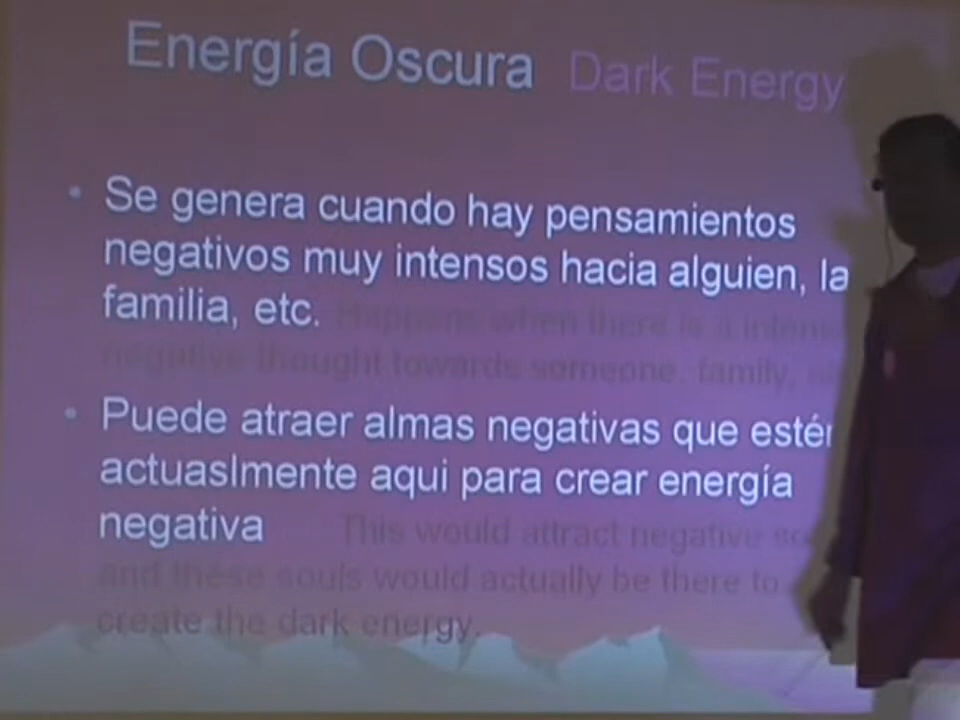 Energía Oscura Dark Energy
• Se genera cuando hay pensamientos
negativos muy intensos hacia alguien, la
familia, etc. Happens when there is a intens
negative thought towards someone, family,
• Puede atraer almas negativas que estén
actuaslmente aqui para crear energía
negativa This would attract negative so
and these souls would actually be there to
create the dark energy.